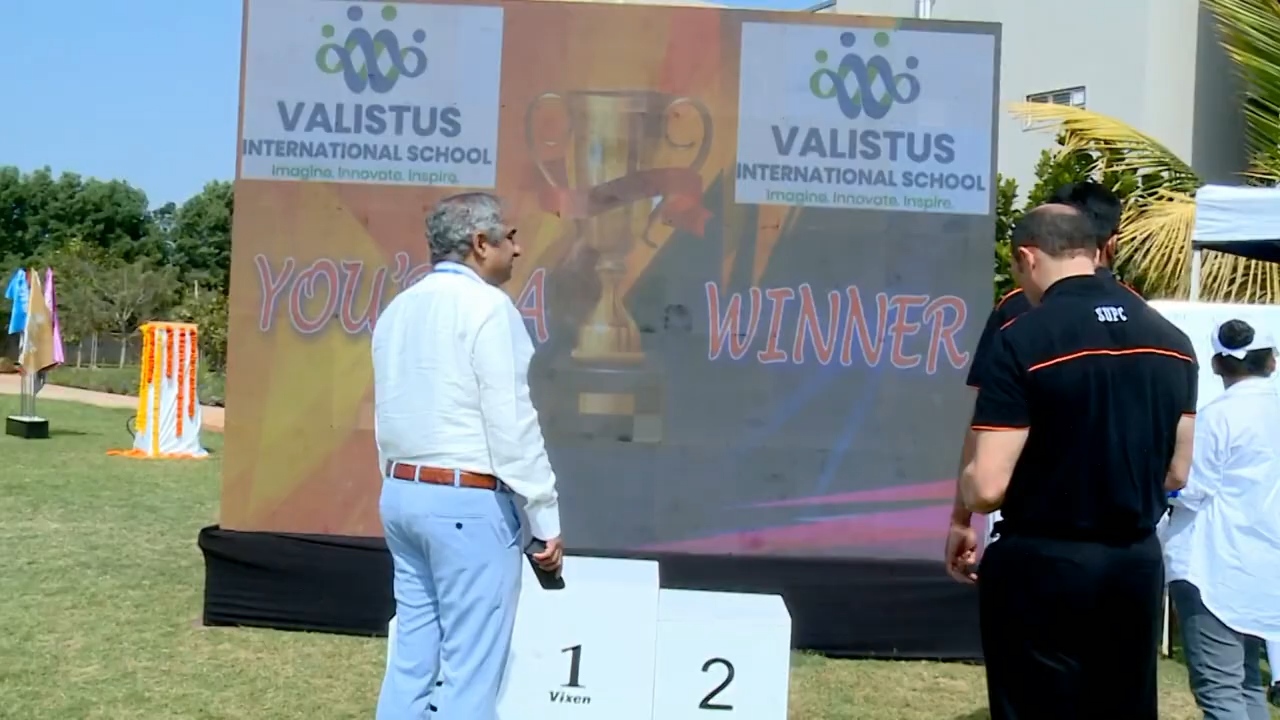 VALISTUS
INTERNATIONAL SCHOOL
Imagine. Innovate. Inspire.
VALISTUS
INTERNATIONAL SCHOOL
Imagine. Innovate. Inspire.
A
WINNER
SUPC
1
Vixen
2